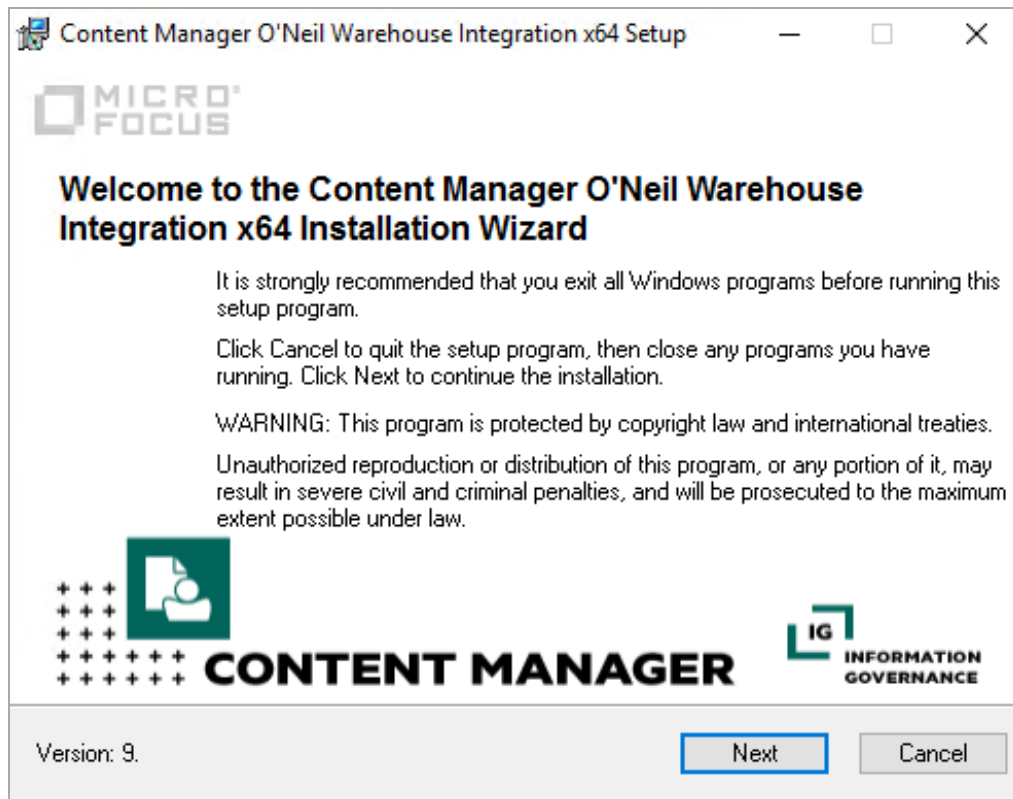 Content Manager O'Neil Warehouse Integration x64 Setup
MICRO
FOCUS
Welcome to the Content Manager O'Neil Warehouse
Integration x64 Installation Wizard
It is strongly recommended that you exit all Windows programs before running this
setup program.
Click Cancel to quit the setup program, then close any programs you have
running. Click Next to continue the installation.
WARNING: This program is protected by copyright law and international treaties.
Unauthorized reproduction or distribution of this program, or any portion of it, may
result in severe civil and criminal penalties, and will be prosecuted to the maximum
extent possible under law.
CONTENT MANAGER
IG
INFORMATION
GOVERNANCE
Version: 9.
Next
Cancel